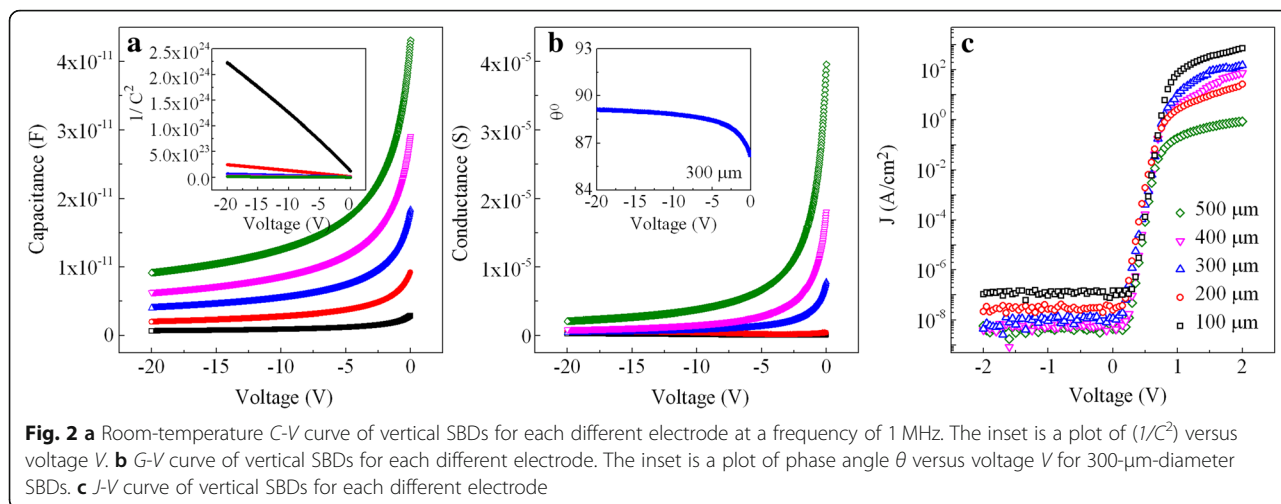 a
4x10⁻¹¹
3x10⁻¹¹
2x10⁻¹¹
1x10⁻¹¹
0
Capacitance (F)
-20 -15 -10 -5 0
Voltage (V)
2.5x10²⁴
2.0x10²⁴
1.5x10²⁴
1.0x10²⁴
5.0x10²³
0.0
1/ C²
-20 -15 -10 -5 0
Voltage (V)
b
4x10⁻⁵
3x10⁻⁵
2x10⁻⁵
1x10⁻⁵
0
Conductance (S)
-20 -15 -10 -5 0
Voltage (V)
93
90
87
84
θ⁰
300 μm
-20 -15 -10 -5 0
Voltage (V)
c
10²
10⁰
10⁻²
10⁻⁴
10⁻⁶
10⁻⁸
J (A/cm²)
500 μm
400 μm
300 μm
200 μm
100 μm
-2 -1 0 1 2
Voltage (V)
Fig. 2 a Room-temperature C-V curve of vertical SBDs for each different electrode at a frequency of 1 MHz. The inset is a plot of (1/C²) versus
voltage V. b G-V curve of vertical SBDs for each different electrode. The inset is a plot of phase angle θ versus voltage V for 300-μm-diameter
SBDs. c J-V curve of vertical SBDs for each different electrode